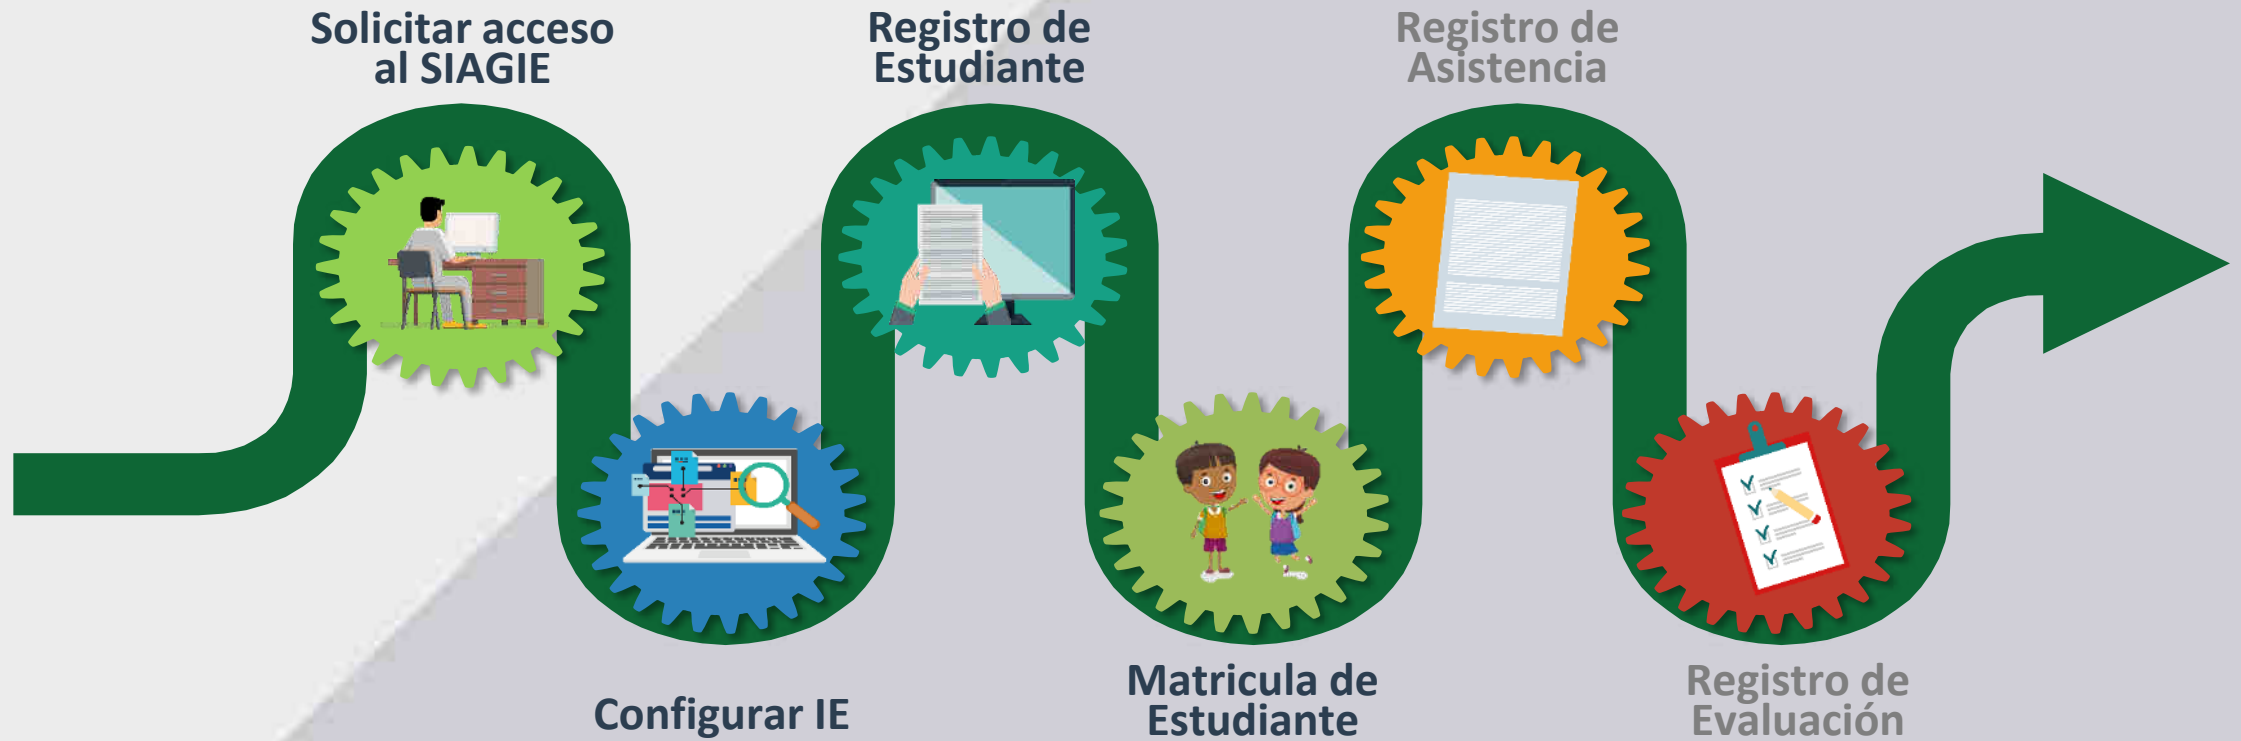 Solicitar acceso
al SIAGIE
Configurar IE
Registro de
Estudiante
Matricula de
Estudiante
Registro de
Asistencia
Registro de
Evaluación